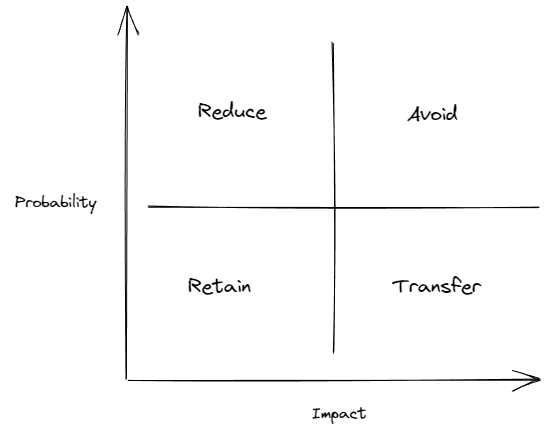 Reduce
Avoid
Probability
Retain
Transfer
Impact